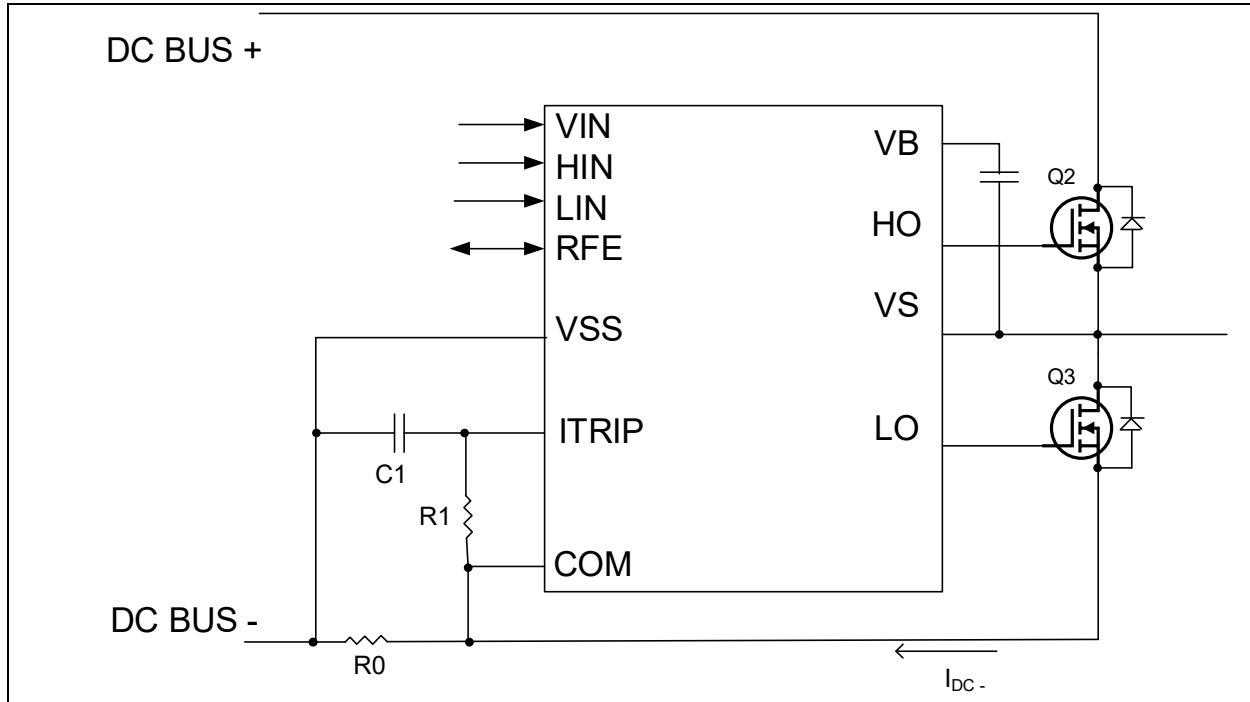 DC BUS +
VIN
HIN
LIN
RFE
VSS
ITRIP
COM
VB
HO
VS
LO
Q2
Q3
C1
R1
DC BUS -
R0
IDC -